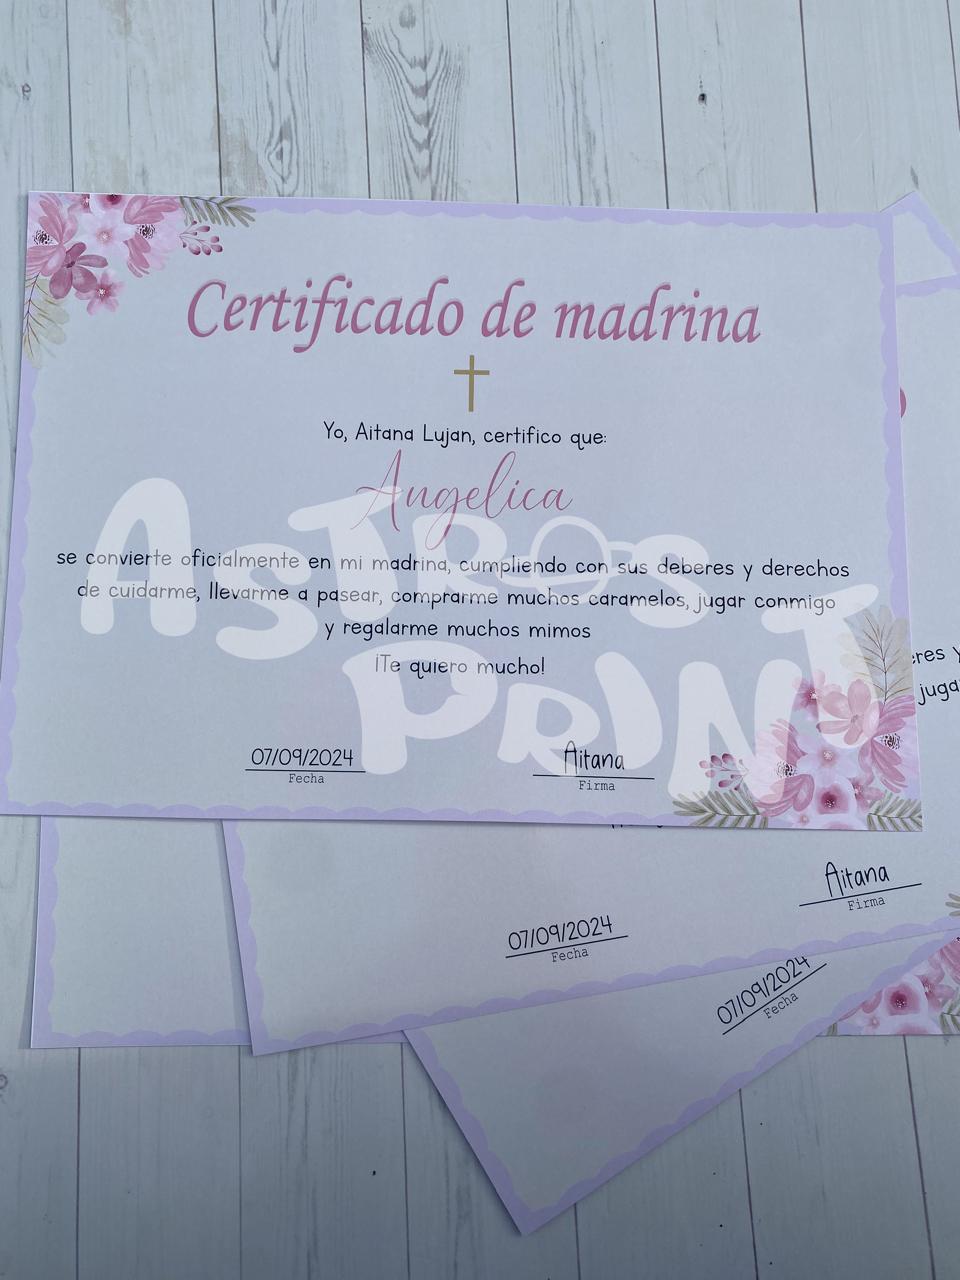 Certificado de madrina
Yo, Aitana Lujan, certifico que:
Angelica
se convierte oficialmente en mi madrina, cumpliendo con sus deberes y derechos
de cuidarme, llevarme a pasear, comprarme muchos caramelos, jugar conmigo
y regalarme muchos mimos
¡Te quiero mucho!
07/09/2024
Fecha
Aitana
Firma
ASTROS
PRINT
eres y
juga
Aitana
Firma
07/09/2024
Fecha
07/09/2024
Fecha